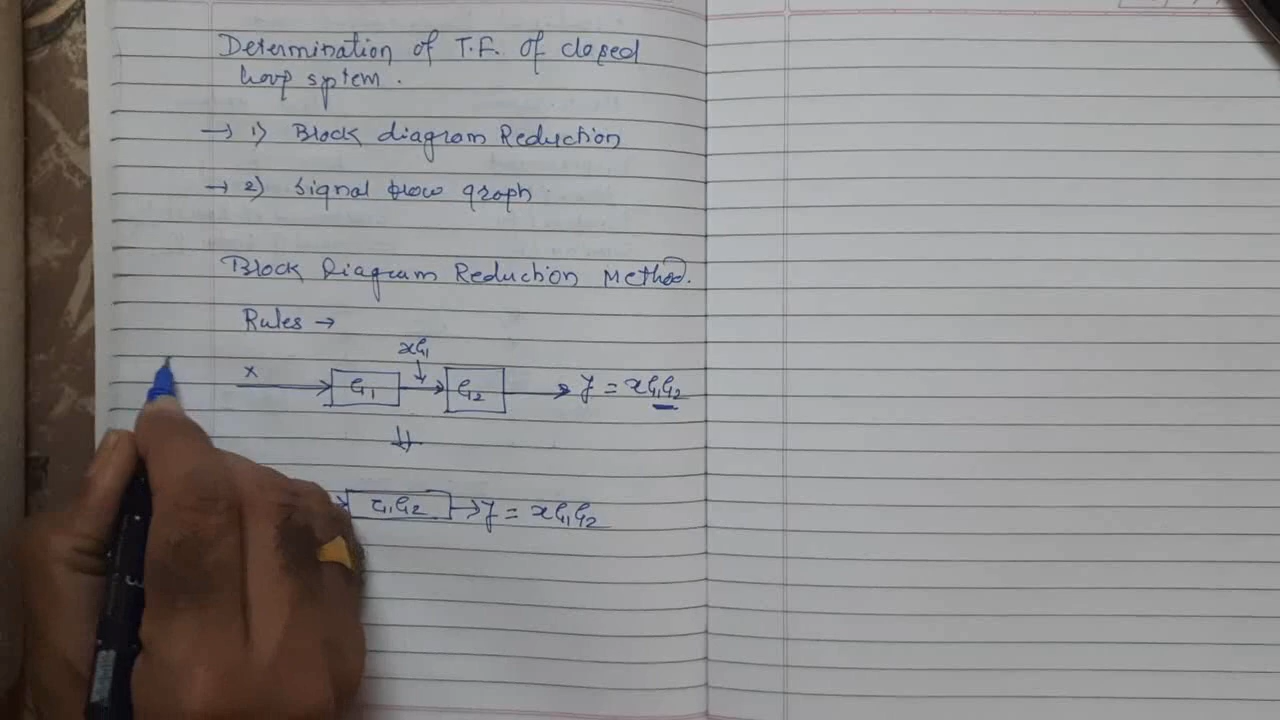 Determination of T.F. of closed
loop system.
→ 1) Block diagram Reduction
→ 2) Signal flow graph
Block Diagram Reduction Method.
Rules →
xG₁
x G₁ G₂ y = xG₁G₂
G₁G₂ y = xG₁G₂